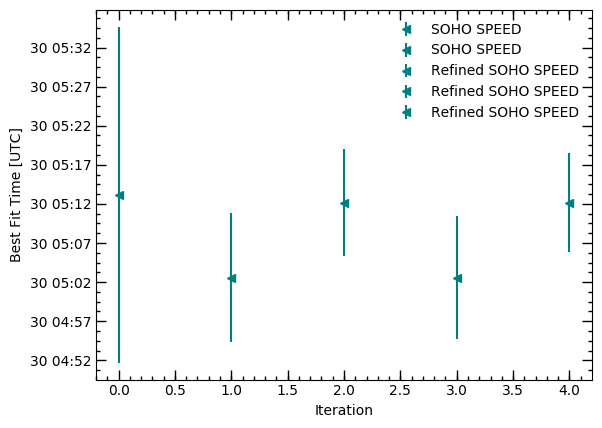 SOHO SPEED
SOHO SPEED
Refined SOHO SPEED
Refined SOHO SPEED
Refined SOHO SPEED
Best Fit Time [UTC]
30 05:32
30 05:27
30 05:22
30 05:17
30 05:12
30 05:07
30 05:02
30 04:57
30 04:52
0.0 0.5 1.0 1.5 2.0 2.5 3.0 3.5 4.0
Iteration